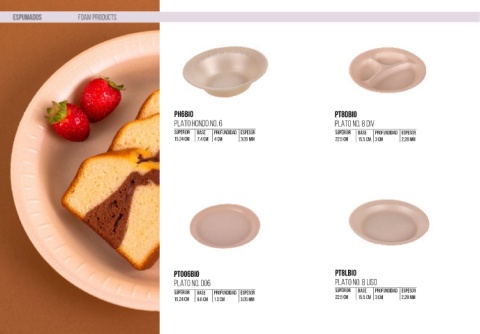 ESPUMADOS FOAM PRODUCTS
PH6BIO
PLATO HONDO NO. 6
SUPERIOR BASE PROFUNDIDAD ESPESOR
15.24 CM 7.4 CM 4 CM 3.05 MM
PT8DBIO
PLATO NO. 8 DIV
SUPERIOR BASE PROFUNDIDAD ESPESOR
22.5 CM 15.5 CM 3 CM 2.29 MM
PT006BIO
PLATO NO. 006
SUPERIOR BASE PROFUNDIDAD ESPESOR
15.24 CM 9.6 CM 1.3 CM 3.05 MM
PT8LBIO
PLATO NO. 8 LISO
SUPERIOR BASE PROFUNDIDAD ESPESOR
22.5 CM 15.5 CM 3 CM 2.29 MM